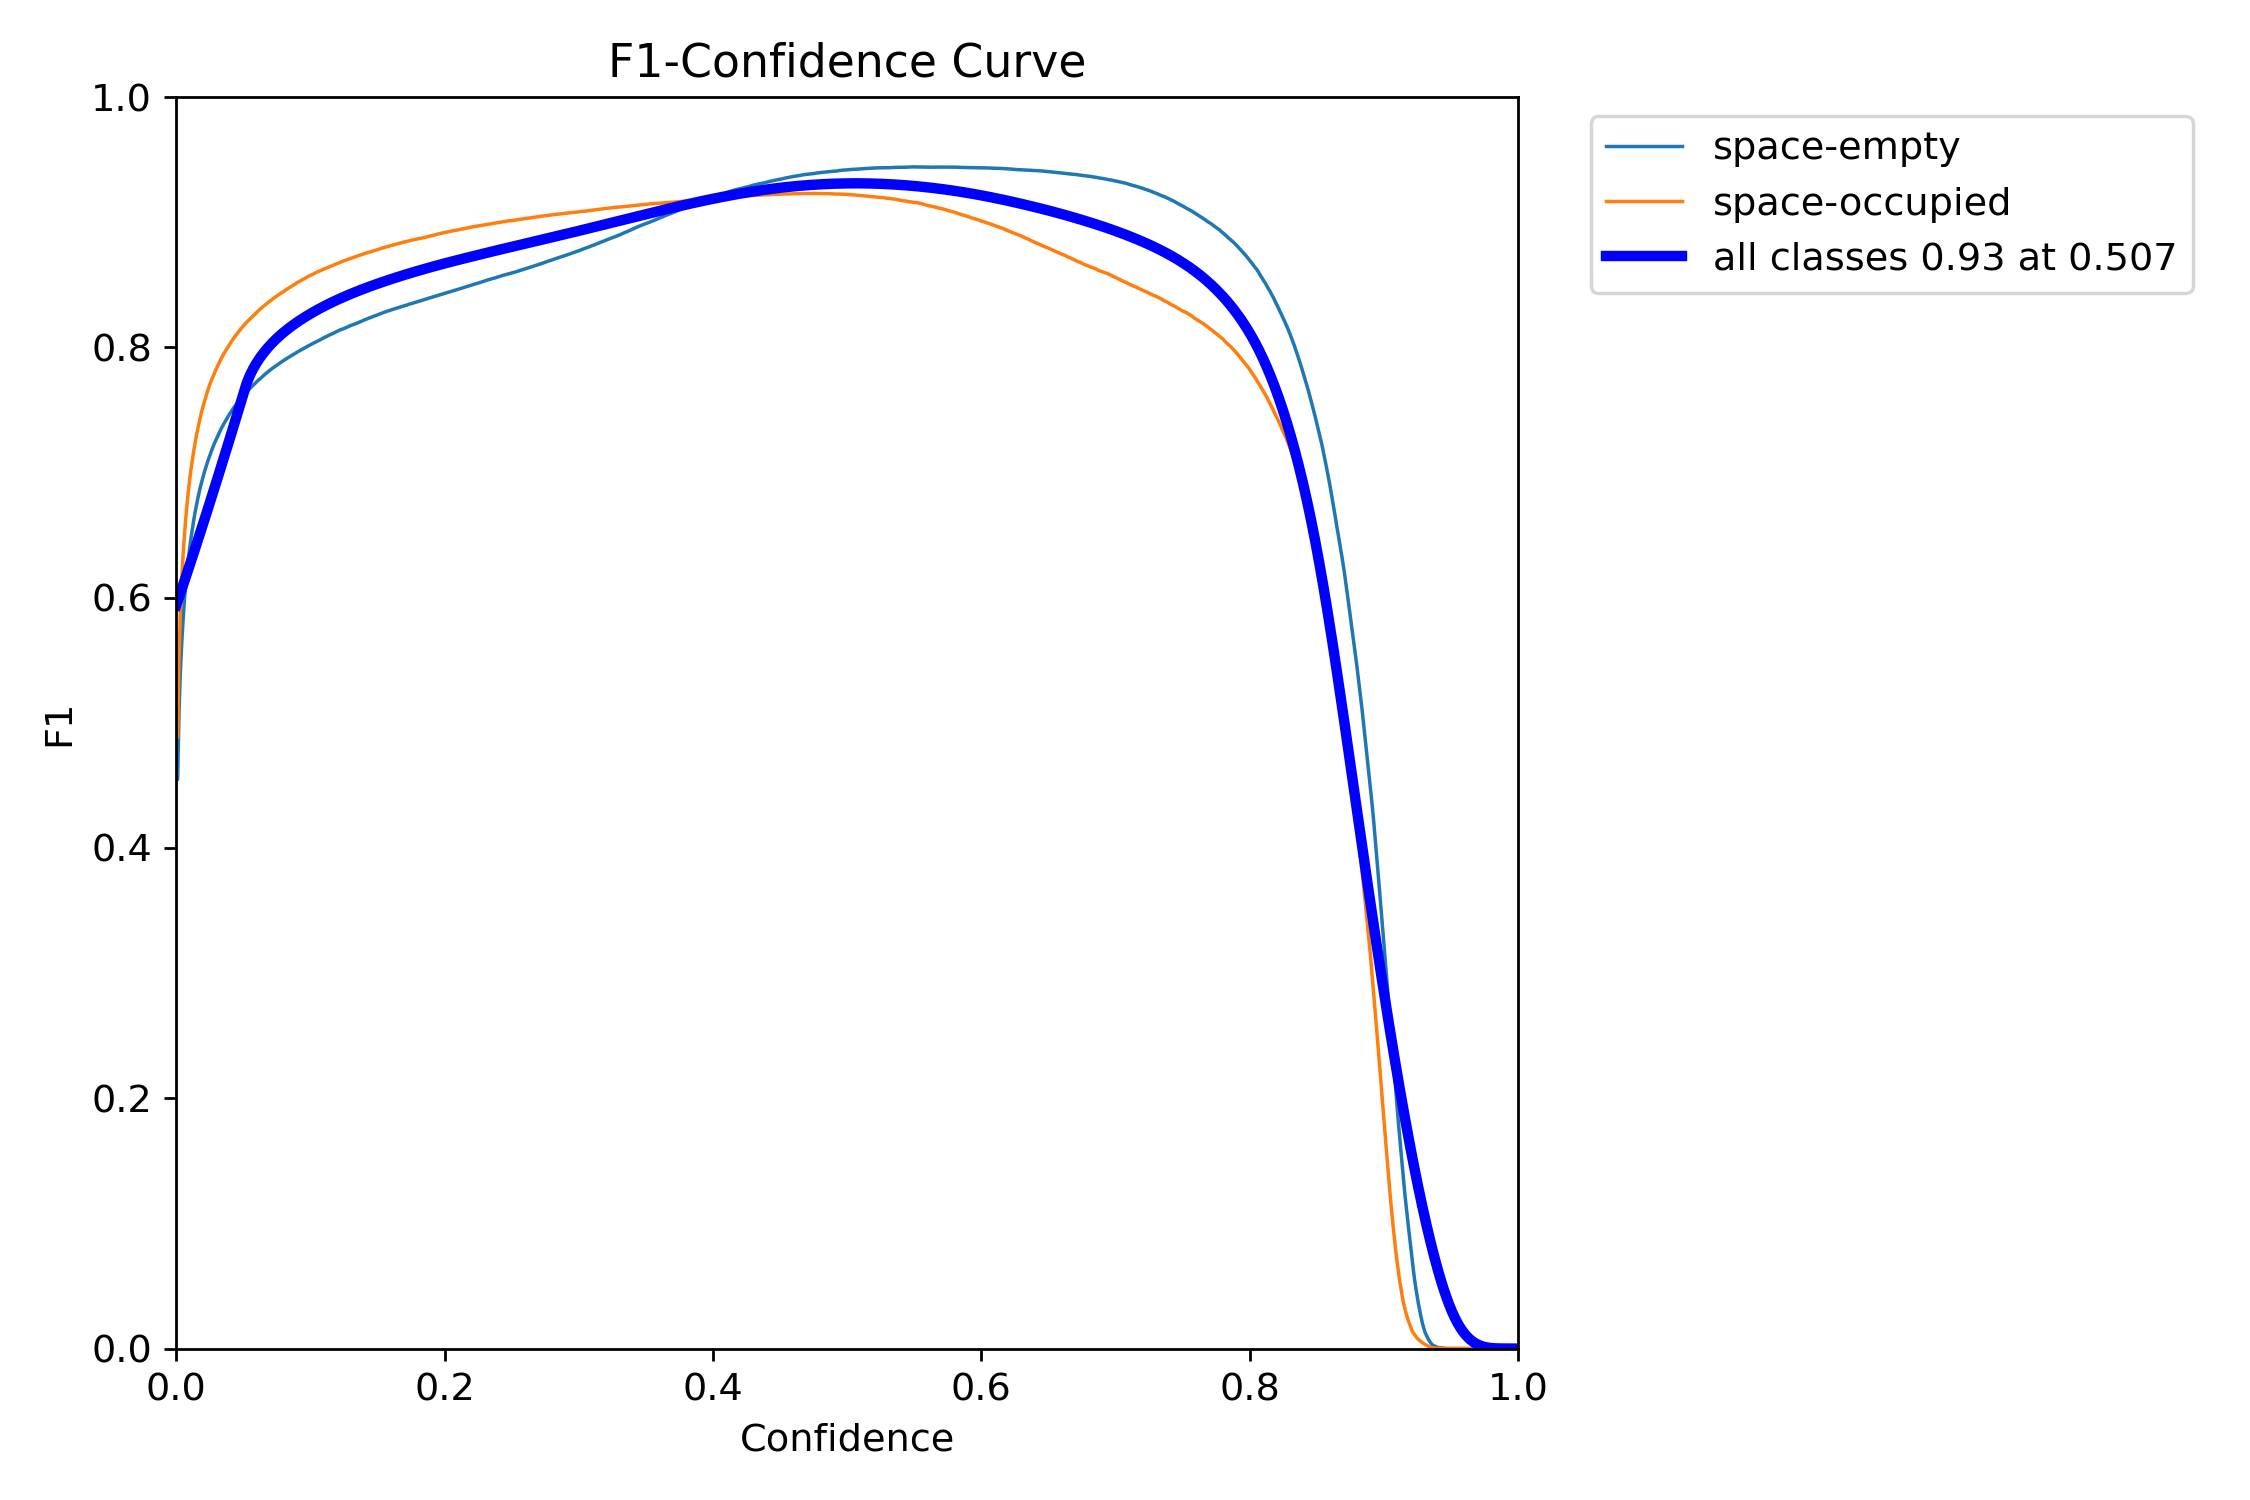 F1-Confidence Curve
1.0
0.8
0.6
0.4
0.2
0.0
F1
0.0 0.2 0.4 0.6 0.8 1.0
Confidence
space-empty
space-occupied
all classes 0.93 at 0.507